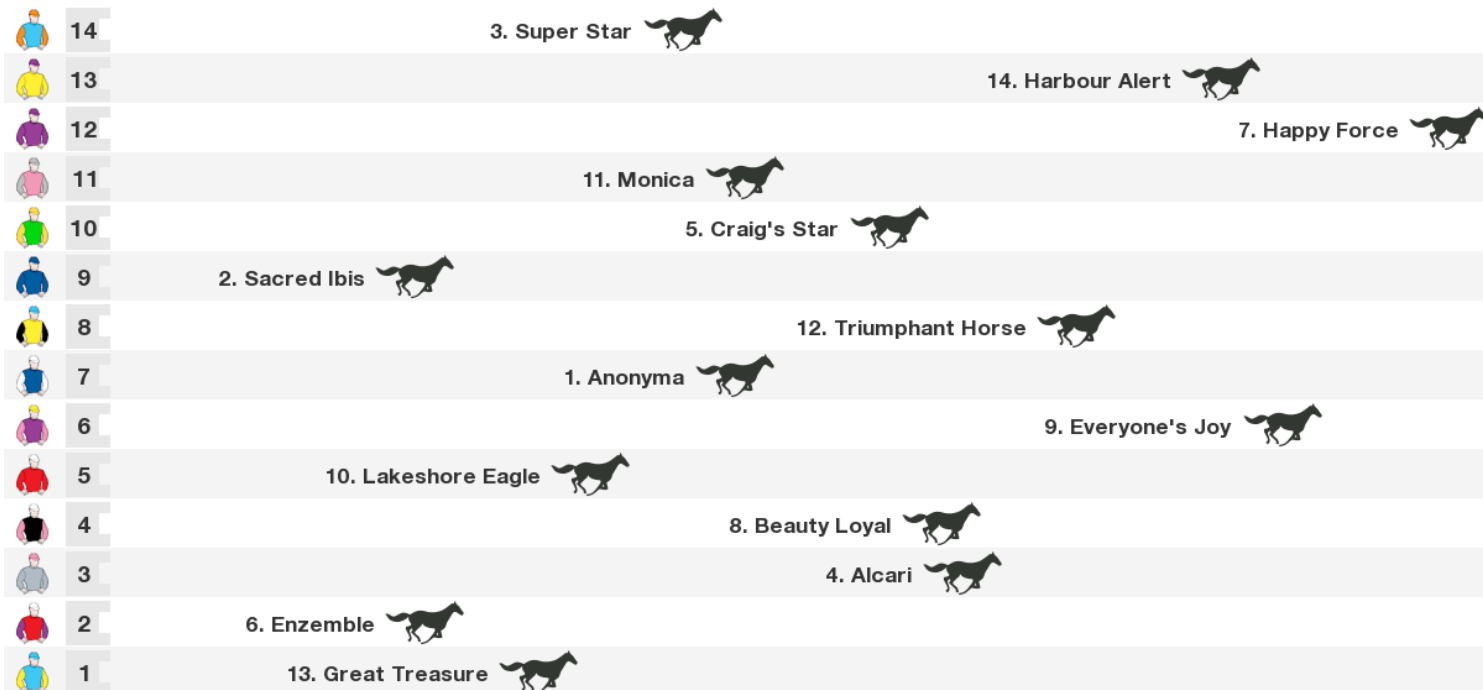 14 3. Super Star
13 14. Harbour Alert
12 7. Happy Force
11 11. Monica
10 5. Craig's Star
9 2. Sacred Ibis
8 12. Triumphant Horse
7 1. Anonyma
6 9. Everyone's Joy
5 10. Lakeshore Eagle
4 8. Beauty Loyal
3 4. Alcari
2 6. Enzemble
1 13. Great Treasure